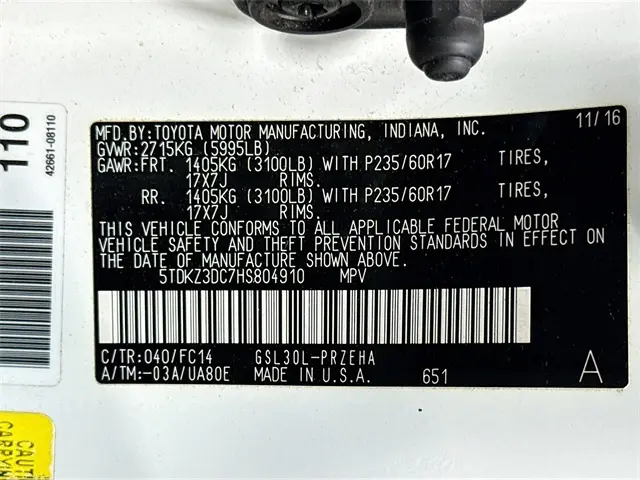 MFD.BY:TOYOTA MOTOR MANUFACTURING, INDIANA, INC. 11/16
GVWR:2715KG (5995LB)
GAWR:FRT. 1405KG (3100LB) WITH P235/60R17 TIRES,
17X7J RIMS.
RR. 1405KG (3100LB) WITH P235/60R17 TIRES,
17X7J RIMS.
THIS VEHICLE CONFORMS TO ALL APPLICABLE FEDERAL MOTOR
VEHICLE SAFETY AND THEFT PREVENTION STANDARDS IN EFFECT ON
THE DATE OF MANUFACTURE SHOWN ABOVE.
5TDKZ3DC7HS804910 MPV
C/TR:040/FC14 GSL30L-PRZEHA
A/TM:-03A/UA80E MADE IN U.S.A. 651 A
110
42661-08110